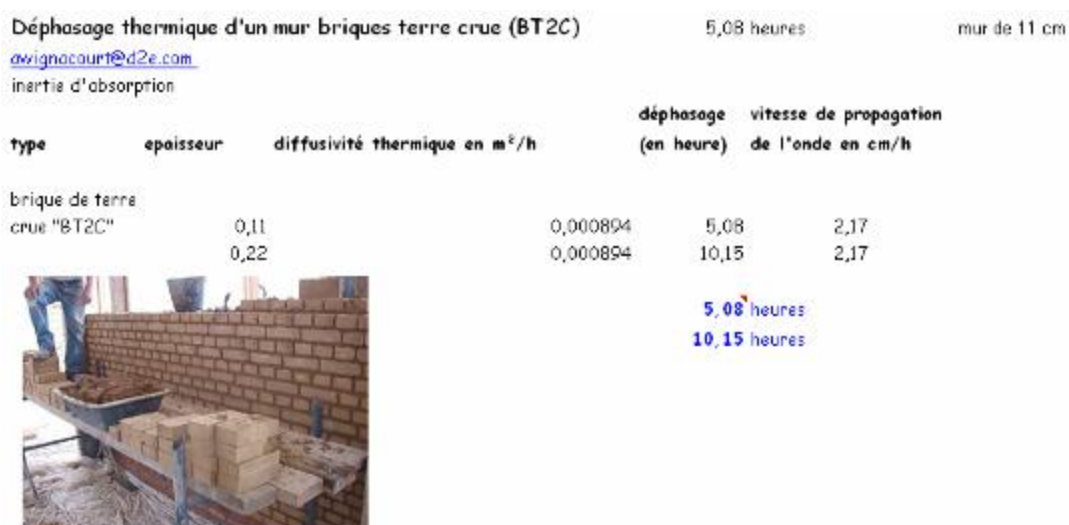 Déphasage thermique d'un mur briques terre crue (BT2C) 5,08 heures mur de 11 cm
awignacourt@d2e.com
inertie d'absorption
déphasage vitesse de propagation
type epaisseur diffusivité thermique en m²/h (en heure) de l'onde en cm/h
brique de terre
crue "BT2C" 0,11 0,000894 5,08 2,17
0,22 0,000894 10,15 2,17
5,08 heures
10,15 heures